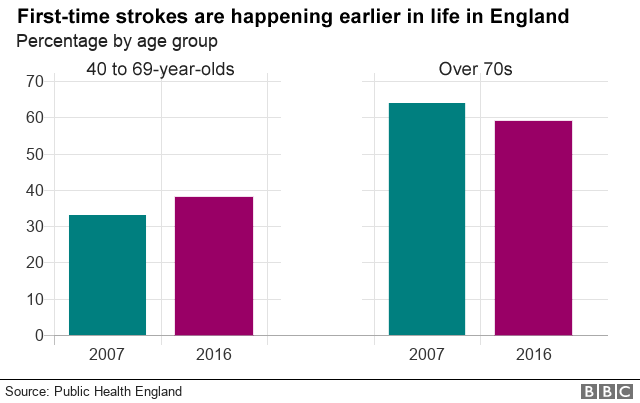 First-time strokes are happening earlier in life in England
Percentage by age group
40 to 69-year-olds
Over 70s
70
60
50
40
30
20
10
0
2007
2016
2007
2016
Source: Public Health England
BBC